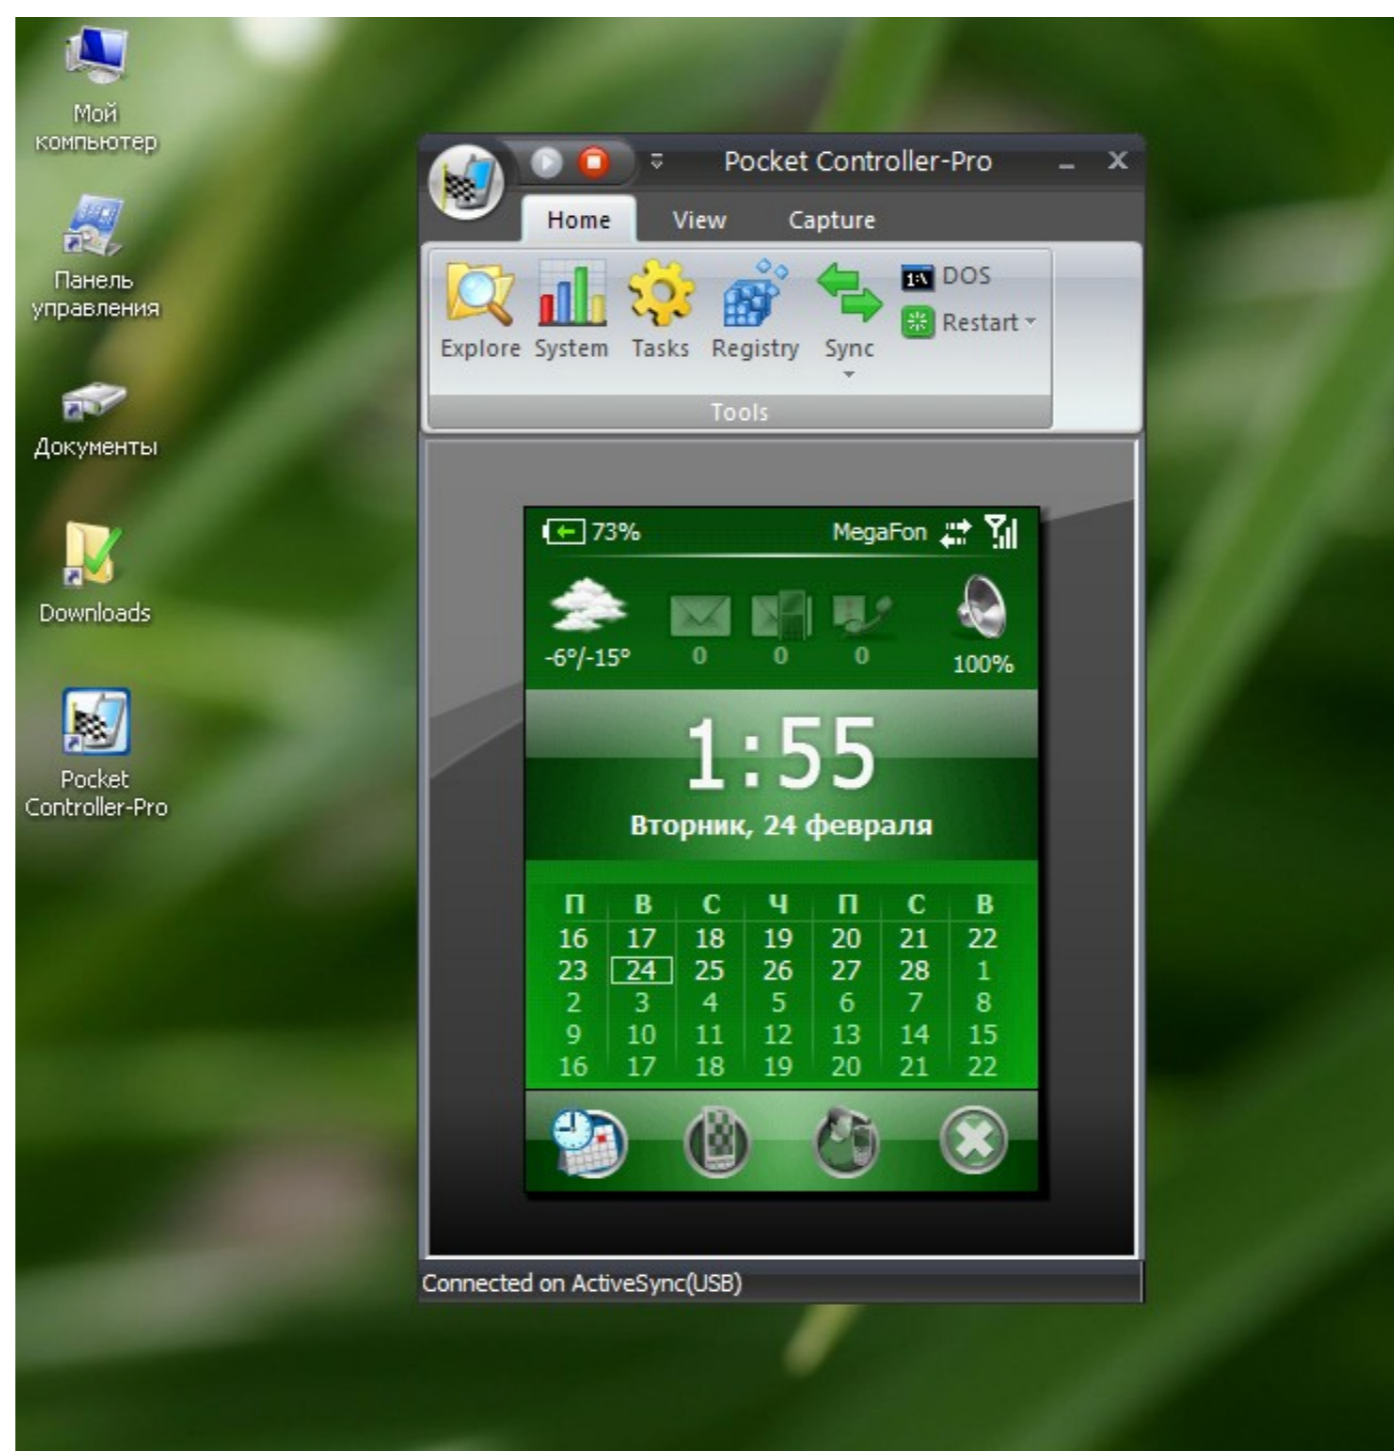 Мой
компьютер
Панель
управления
Документы
Downloads
Pocket
Controller-Pro
Pocket Controller-Pro
Home View Capture
Explore System Tasks Registry Sync
1:\ DOS
Restart
Tools
73% MegaFon
-6°/-15° 0 0 0 100%
1:55
Вторник, 24 февраля
П В С Ч П С В
16 17 18 19 20 21 22
23 24 25 26 27 28 1
2 3 4 5 6 7 8
9 10 11 12 13 14 15
16 17 18 19 20 21 22
Connected on ActiveSync(USB)